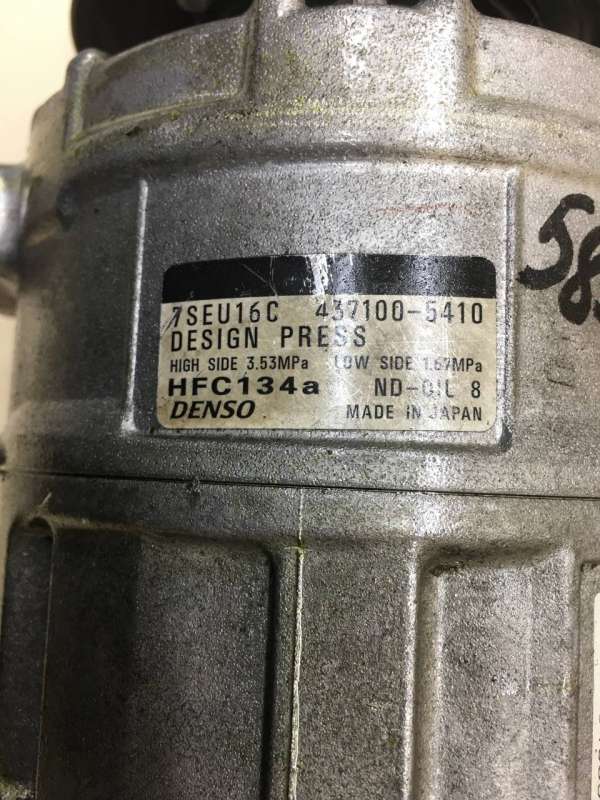 7SEU16C 437100-5410
DESIGN PRESS
HIGH SIDE 3.53MPa LOW SIDE 1.67MPa
HFC134a ND-OIL 8
DENSO MADE IN JAPAN
58